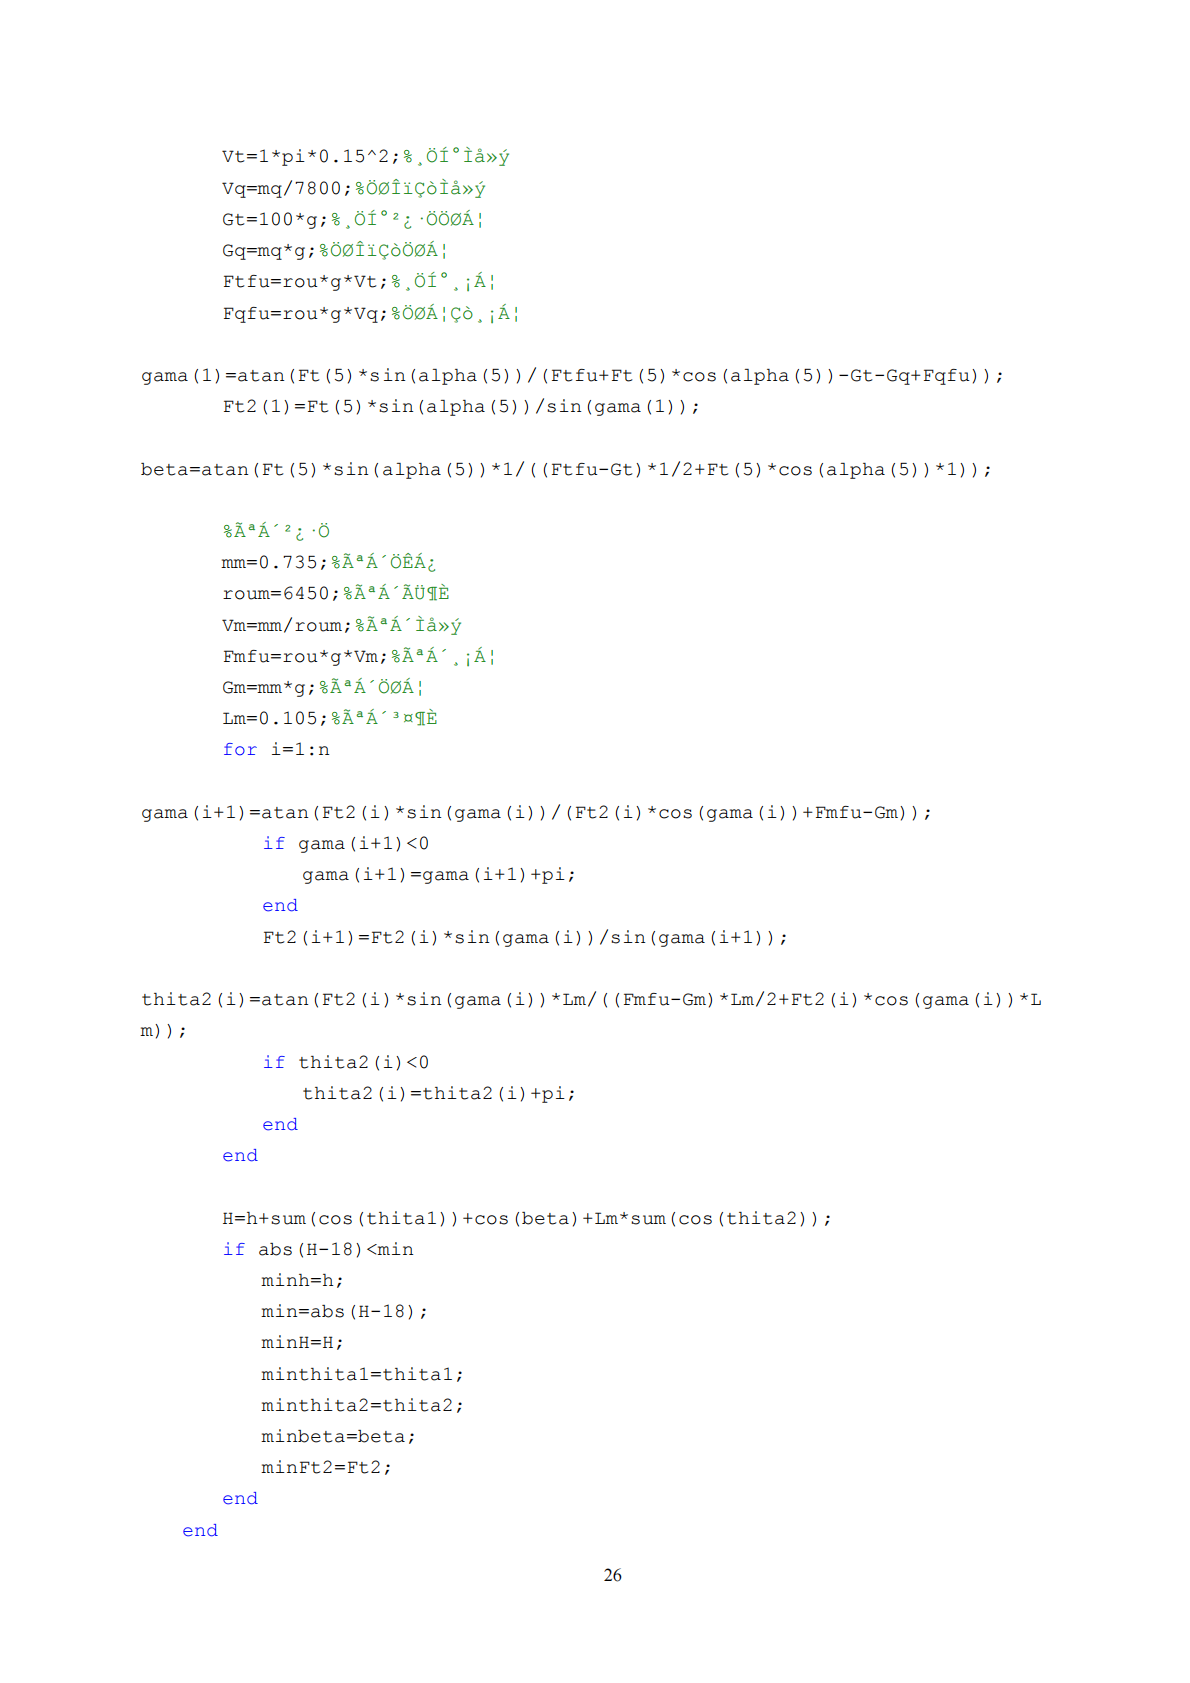 Vt=1*pi*0.15^2;%¸ÖÍ°Ìå»ý
Vq=mq/7800;%ÖØÎïÇòÌå»ý
Gt=100*g;%¸ÖÍ°²¿·ÖÖØÁ¦
Gq=mq*g;%ÖØÎïÇòÖØÁ¦
Ftfu=rou*g*Vt;%¸ÖÍ°¸¡Á¦
Fqfu=rou*g*Vq;%ÖØÁ¦Çò¸¡Á¦
gama(1)=atan(Ft(5)*sin(alpha(5))/(Ftfu+Ft(5)*cos(alpha(5))-Gt-Gq+Fqfu));
Ft2(1)=Ft(5)*sin(alpha(5))/sin(gama(1));
beta=atan(Ft(5)*sin(alpha(5))*1/((Ftfu-Gt)*1/2+Ft(5)*cos(alpha(5))*1));
%ÃªÁ´²¿·Ö
mm=0.735;%ÃªÁ´ÖÊÁ¿
roum=6450;%ÃªÁ´ÃÜ¶È
Vm=mm/roum;%ÃªÁ´Ìå»ý
Fmfu=rou*g*Vm;%ÃªÁ´¸¡Á¦
Gm=mm*g;%ÃªÁ´ÖØÁ¦
Lm=0.105;%ÃªÁ´³¤¶È
for i=1:n
gama(i+1)=atan(Ft2(i)*sin(gama(i))/(Ft2(i)*cos(gama(i))+Fmfu-Gm));
if gama(i+1)<0
gama(i+1)=gama(i+1)+pi;
end
Ft2(i+1)=Ft2(i)*sin(gama(i))/sin(gama(i+1));
thita2(i)=atan(Ft2(i)*sin(gama(i))*Lm/((Fmfu-Gm)*Lm/2+Ft2(i)*cos(gama(i))*L
m));
if thita2(i)<0
thita2(i)=thita2(i)+pi;
end
end
H=h+sum(cos(thita1))+cos(beta)+Lm*sum(cos(thita2));
if abs(H-18)<min
minh=h;
min=abs(H-18);
minH=H;
minthita1=thita1;
minthita2=thita2;
minbeta=beta;
minFt2=Ft2;
end
end
26